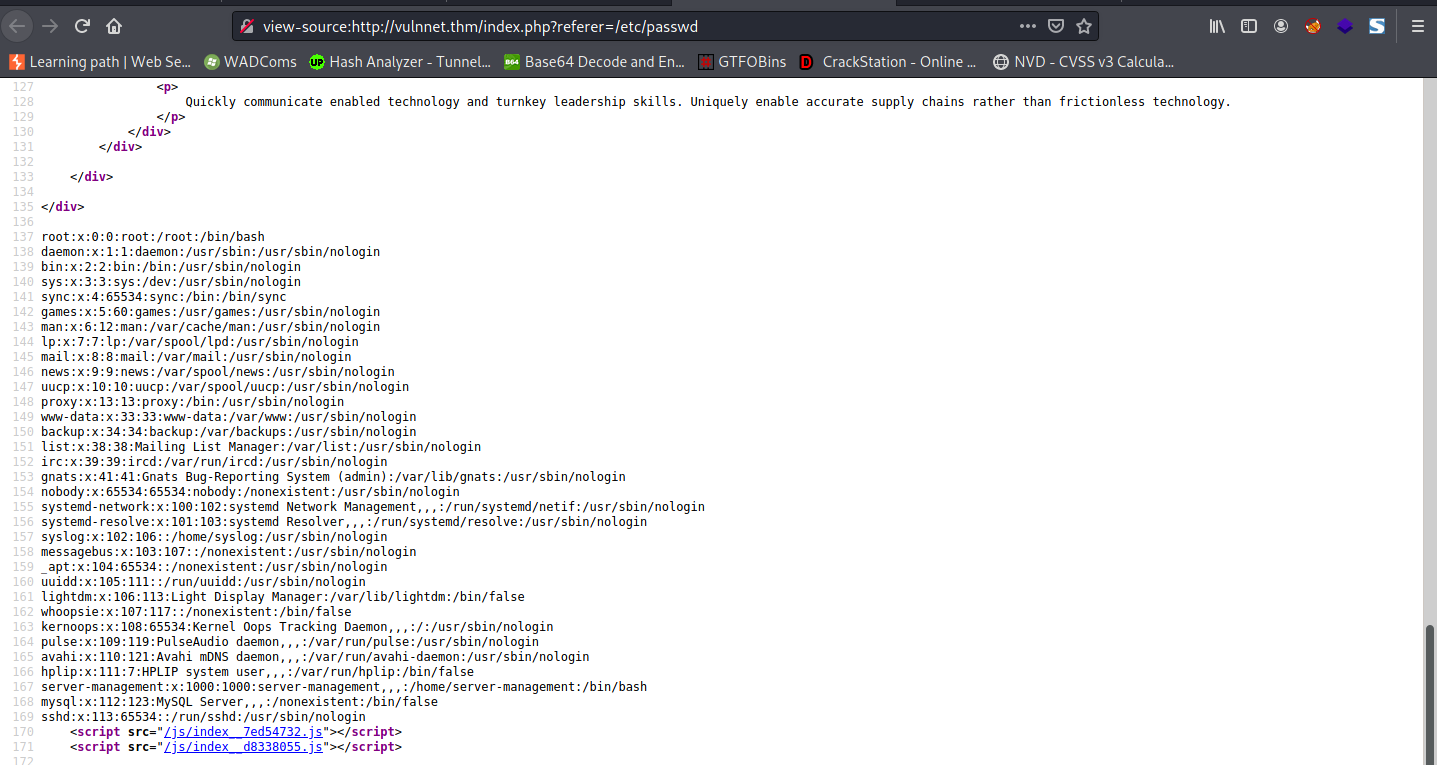 view-source:http://vulnnet.thm/index.php?referer=/etc/passwd
Learning path | Web Se... WADComs Hash Analyzer - Tunnel... Base64 Decode and En... GTFOBins CrackStation - Online ... NVD - CVSS v3 Calcula...
127 <p>
128 Quickly communicate enabled technology and turnkey leadership skills. Uniquely enable accurate supply chains rather than frictionless technology.
129 </p>
130 </div>
131 </div>
132
133 </div>
134
135 </div>
136
137 root:x:0:0:root:/root:/bin/bash
138 daemon:x:1:1:daemon:/usr/sbin:/usr/sbin/nologin
139 bin:x:2:2:bin:/bin:/usr/sbin/nologin
140 sys:x:3:3:sys:/dev:/usr/sbin/nologin
141 sync:x:4:65534:sync:/bin:/bin/sync
142 games:x:5:60:games:/usr/games:/usr/sbin/nologin
143 man:x:6:12:man:/var/cache/man:/usr/sbin/nologin
144 lp:x:7:7:lp:/var/spool/lpd:/usr/sbin/nologin
145 mail:x:8:8:mail:/var/mail:/usr/sbin/nologin
146 news:x:9:9:news:/var/spool/news:/usr/sbin/nologin
147 uucp:x:10:10:uucp:/var/spool/uucp:/usr/sbin/nologin
148 proxy:x:13:13:proxy:/bin:/usr/sbin/nologin
149 www-data:x:33:33:www-data:/var/www:/usr/sbin/nologin
150 backup:x:34:34:backup:/var/backups:/usr/sbin/nologin
151 list:x:38:38:Mailing List Manager:/var/list:/usr/sbin/nologin
152 irc:x:39:39:ircd:/var/run/ircd:/usr/sbin/nologin
153 gnats:x:41:41:Gnats Bug-Reporting System (admin):/var/lib/gnats:/usr/sbin/nologin
154 nobody:x:65534:65534:nobody:/nonexistent:/usr/sbin/nologin
155 systemd-network:x:100:102:systemd Network Management,,,:/run/systemd/netif:/usr/sbin/nologin
156 systemd-resolve:x:101:103:systemd Resolver,,,:/run/systemd/resolve:/usr/sbin/nologin
157 syslog:x:102:106::/home/syslog:/usr/sbin/nologin
158 messagebus:x:103:107::/nonexistent:/usr/sbin/nologin
159 _apt:x:104:65534::/nonexistent:/usr/sbin/nologin
160 uuidd:x:105:111::/run/uuidd:/usr/sbin/nologin
161 lightdm:x:106:113:Light Display Manager:/var/lib/lightdm:/bin/false
162 whoopsie:x:107:117::/nonexistent:/bin/false
163 kernoops:x:108:65534:Kernel Oops Tracking Daemon,,,:/:/usr/sbin/nologin
164 pulse:x:109:119:PulseAudio daemon,,,:/var/run/pulse:/usr/sbin/nologin
165 avahi:x:110:121:Avahi mDNS daemon,,,:/var/run/avahi-daemon:/usr/sbin/nologin
166 hplip:x:111:7:HPLIP system user,,,:/var/run/hplip:/bin/false
167 server-management:x:1000:1000:server-management,,,:/home/server-management:/bin/bash
168 mysql:x:112:123:MySQL Server,,,:/nonexistent:/bin/false
169 sshd:x:113:65534::/run/sshd:/usr/sbin/nologin
170 <script src="/js/index__7ed54732.js"></script>
171 <script src="/js/index__d8338055.js"></script>
172